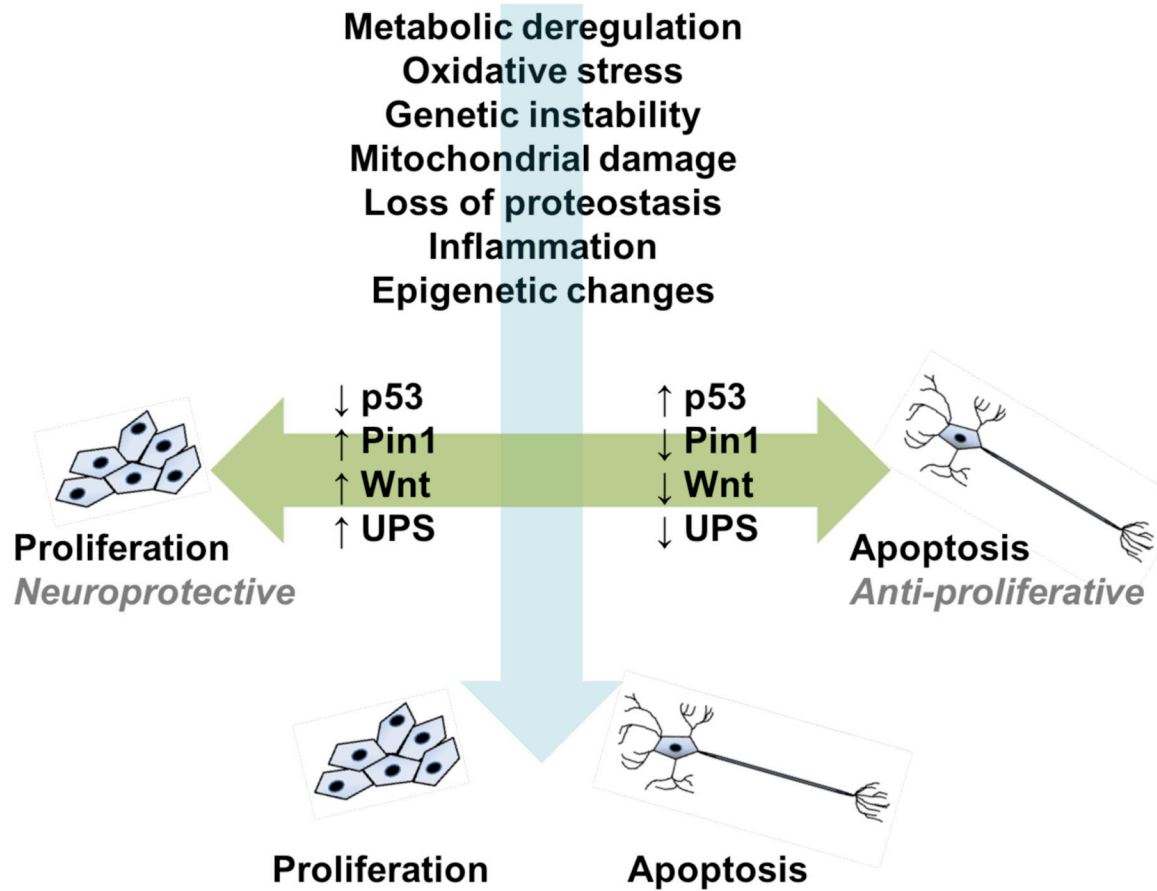 Metabolic deregulation
Oxidative stress
Genetic instability
Mitochondrial damage
Loss of proteostasis
Inflammation
Epigenetic changes
↓ p53
↑ Pin1
↑ Wnt
↑ UPS
↑ p53
↓ Pin1
↓ Wnt
↓ UPS
Proliferation
Neuroprotective
Apoptosis
Anti-proliferative
Proliferation
Apoptosis